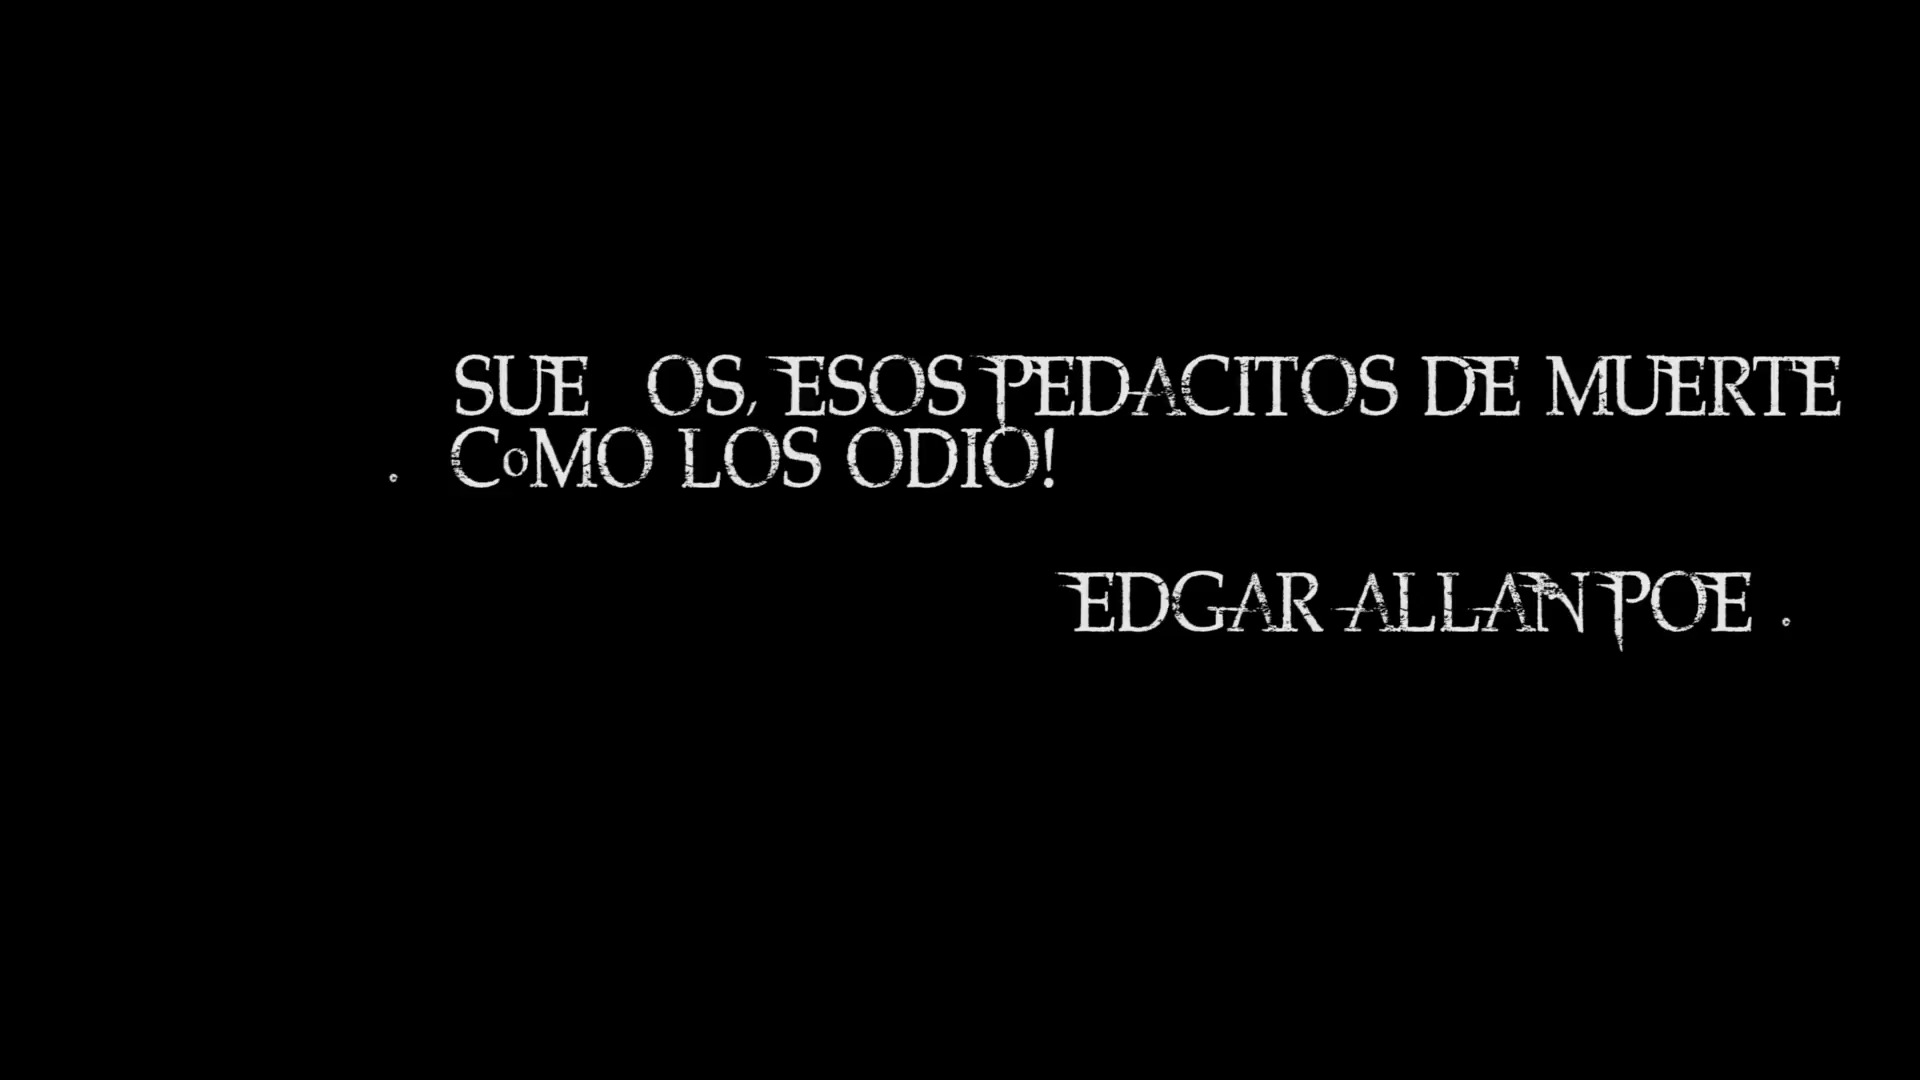 SUE OS, ESOS PEDACITOS DE MUERTE
. CoMO LOS ODIO!
EDGAR ALLAN POE .